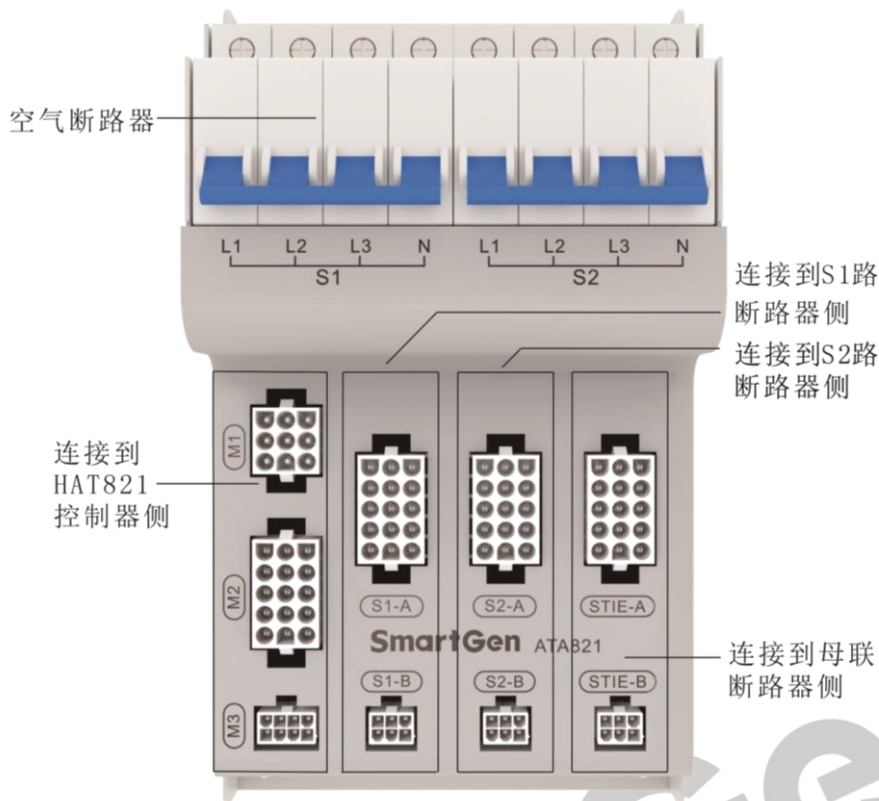 空气断路器
L1 L2 L3 N L1 L2 L3 N
S1 S2
连接到S1路
断路器侧
连接到S2路
断路器侧
连接到
HAT821
控制器侧
M1
M2
M3
S1-A S2-A STIE-A
SmartGen ATA821
S1-B S2-B STIE-B
连接到母联
断路器侧